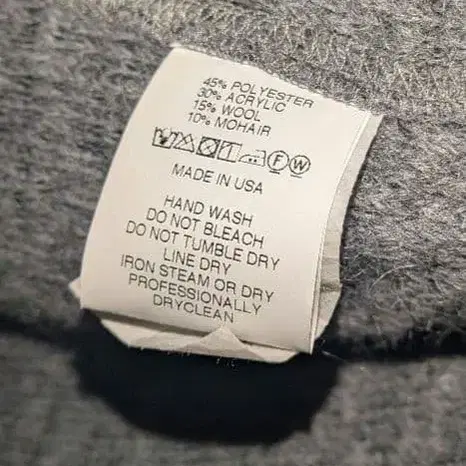 45% POLYESTER
30% ACRYLIC
15% WOOL
10% MOHAIR
F W
MADE IN USA
HAND WASH
DO NOT BLEACH
DO NOT TUMBLE DRY
LINE DRY
IRON STEAM OR DRY
PROFESSIONALLY
DRYCLEAN